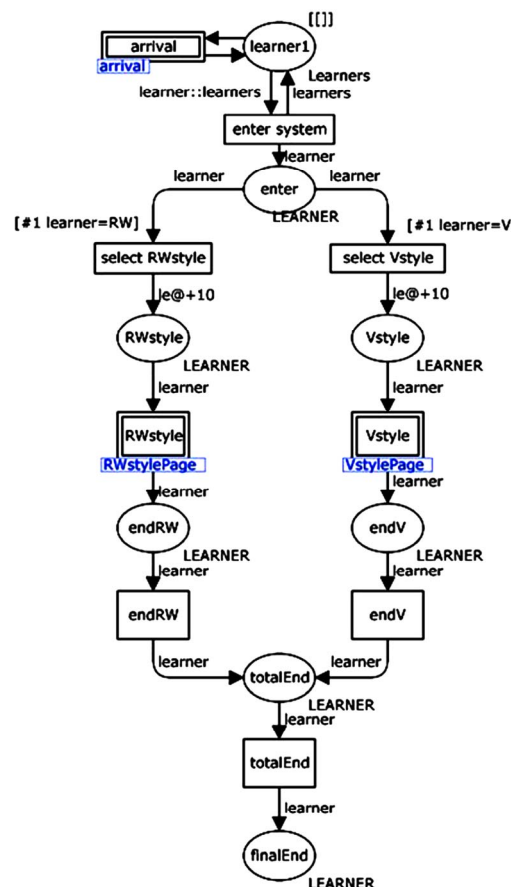 [[]]
arrival
learner1
arrival
Learners
learner::learners
learners
enter system
learner
learner
enter
learner
LEARNER
[#1 learner=RW]
[#1 learner=V
select RWstyle
select Vstyle
le@+10
le@+10
RWstyle
Vstyle
LEARNER
LEARNER
learner
learner
RWstyle
Vstyle
RWstylePage
VstylePage
learner
learner
endRW
endV
LEARNER
LEARNER
learner
learner
endRW
endV
learner
learner
totalEnd
LEARNER
learner
totalEnd
learner
finalEnd
LEARNER